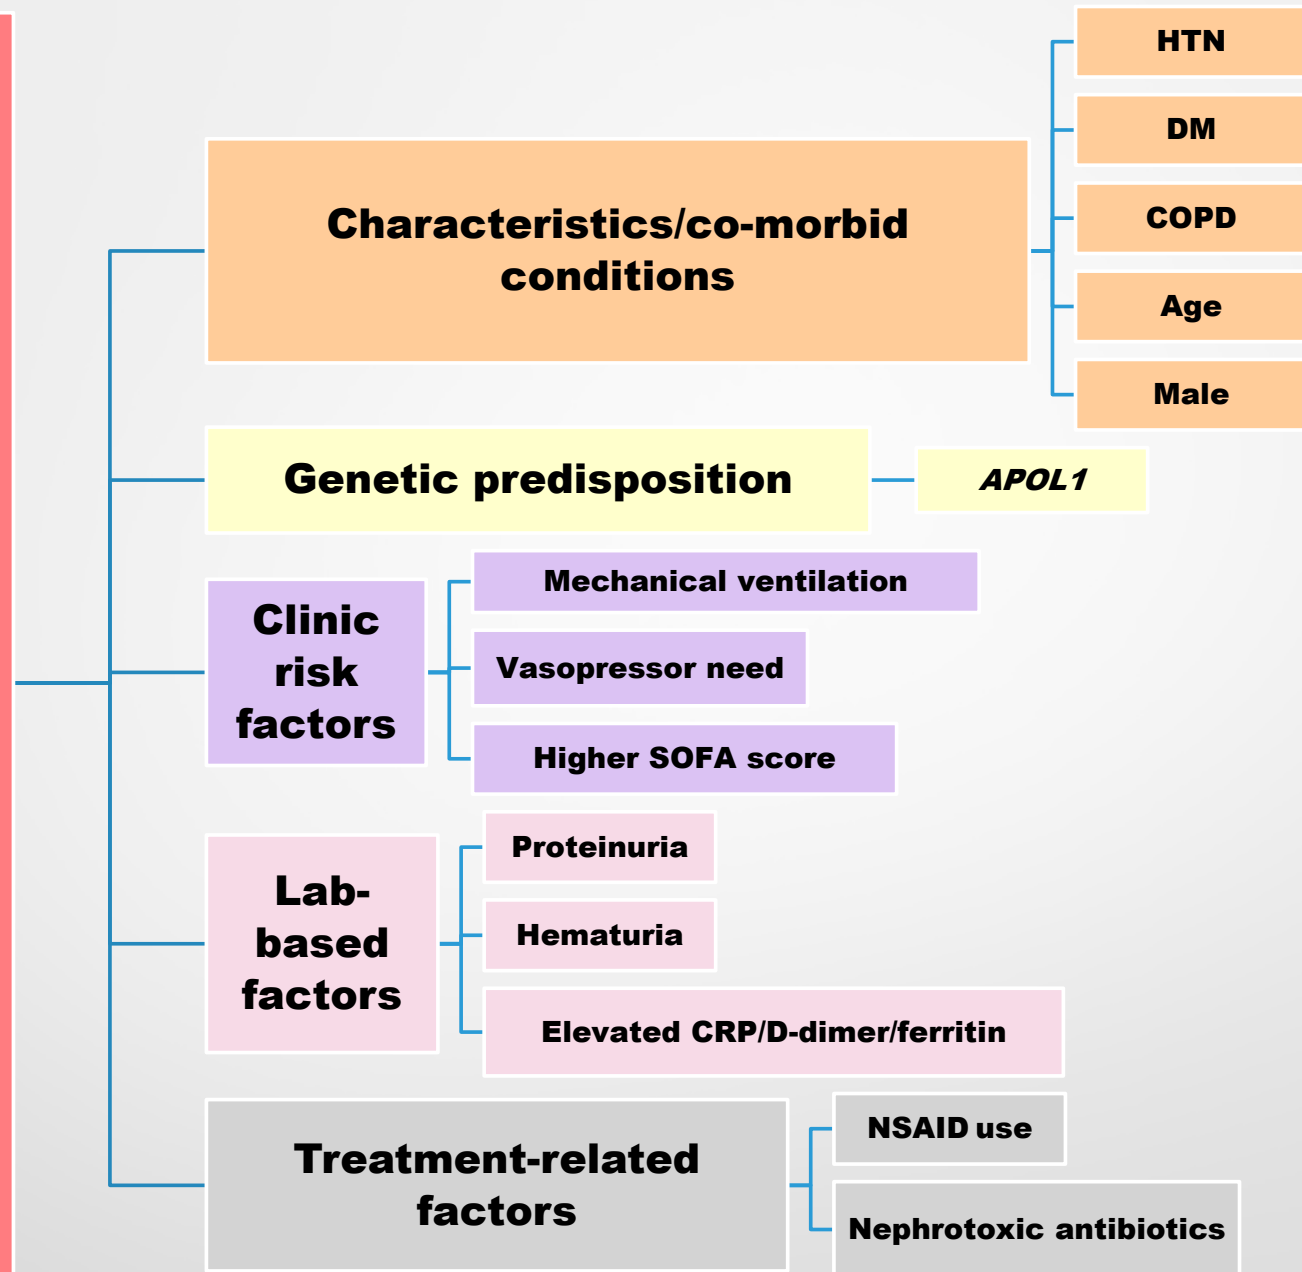 Characteristics/co-morbid
conditions
HTN
DM
COPD
Age
Male
Genetic predisposition
APOL1
Clinic
risk
factors
Mechanical ventilation
Vasopressor need
Higher SOFA score
Lab-
based
factors
Proteinuria
Hematuria
Elevated CRP/D-dimer/ferritin
Treatment-related
factors
NSAID use
Nephrotoxic antibiotics